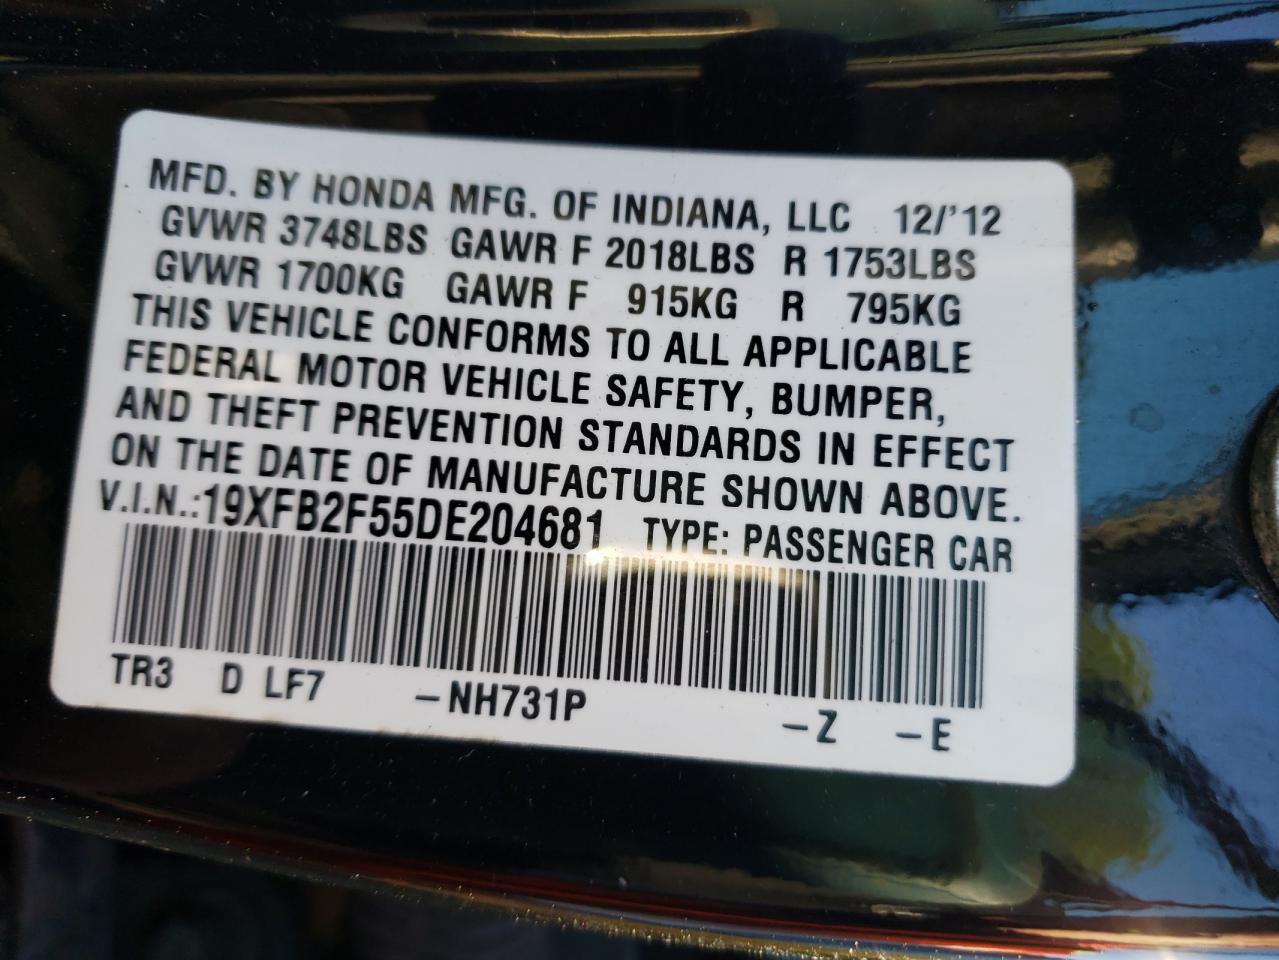 MFD. BY HONDA MFG. OF INDIANA, LLC 12/'12
GVWR 3748LBS GAWR F 2018LBS R 1753LBS
GVWR 1700KG GAWR F 915KG R 795KG
THIS VEHICLE CONFORMS TO ALL APPLICABLE
FEDERAL MOTOR VEHICLE SAFETY, BUMPER,
AND THEFT PREVENTION STANDARDS IN EFFECT
ON THE DATE OF MANUFACTURE SHOWN ABOVE.
V.I.N.:19XFB2F55DE204681 TYPE: PASSENGER CAR
TR3 D LF7 -NH731P -Z -E